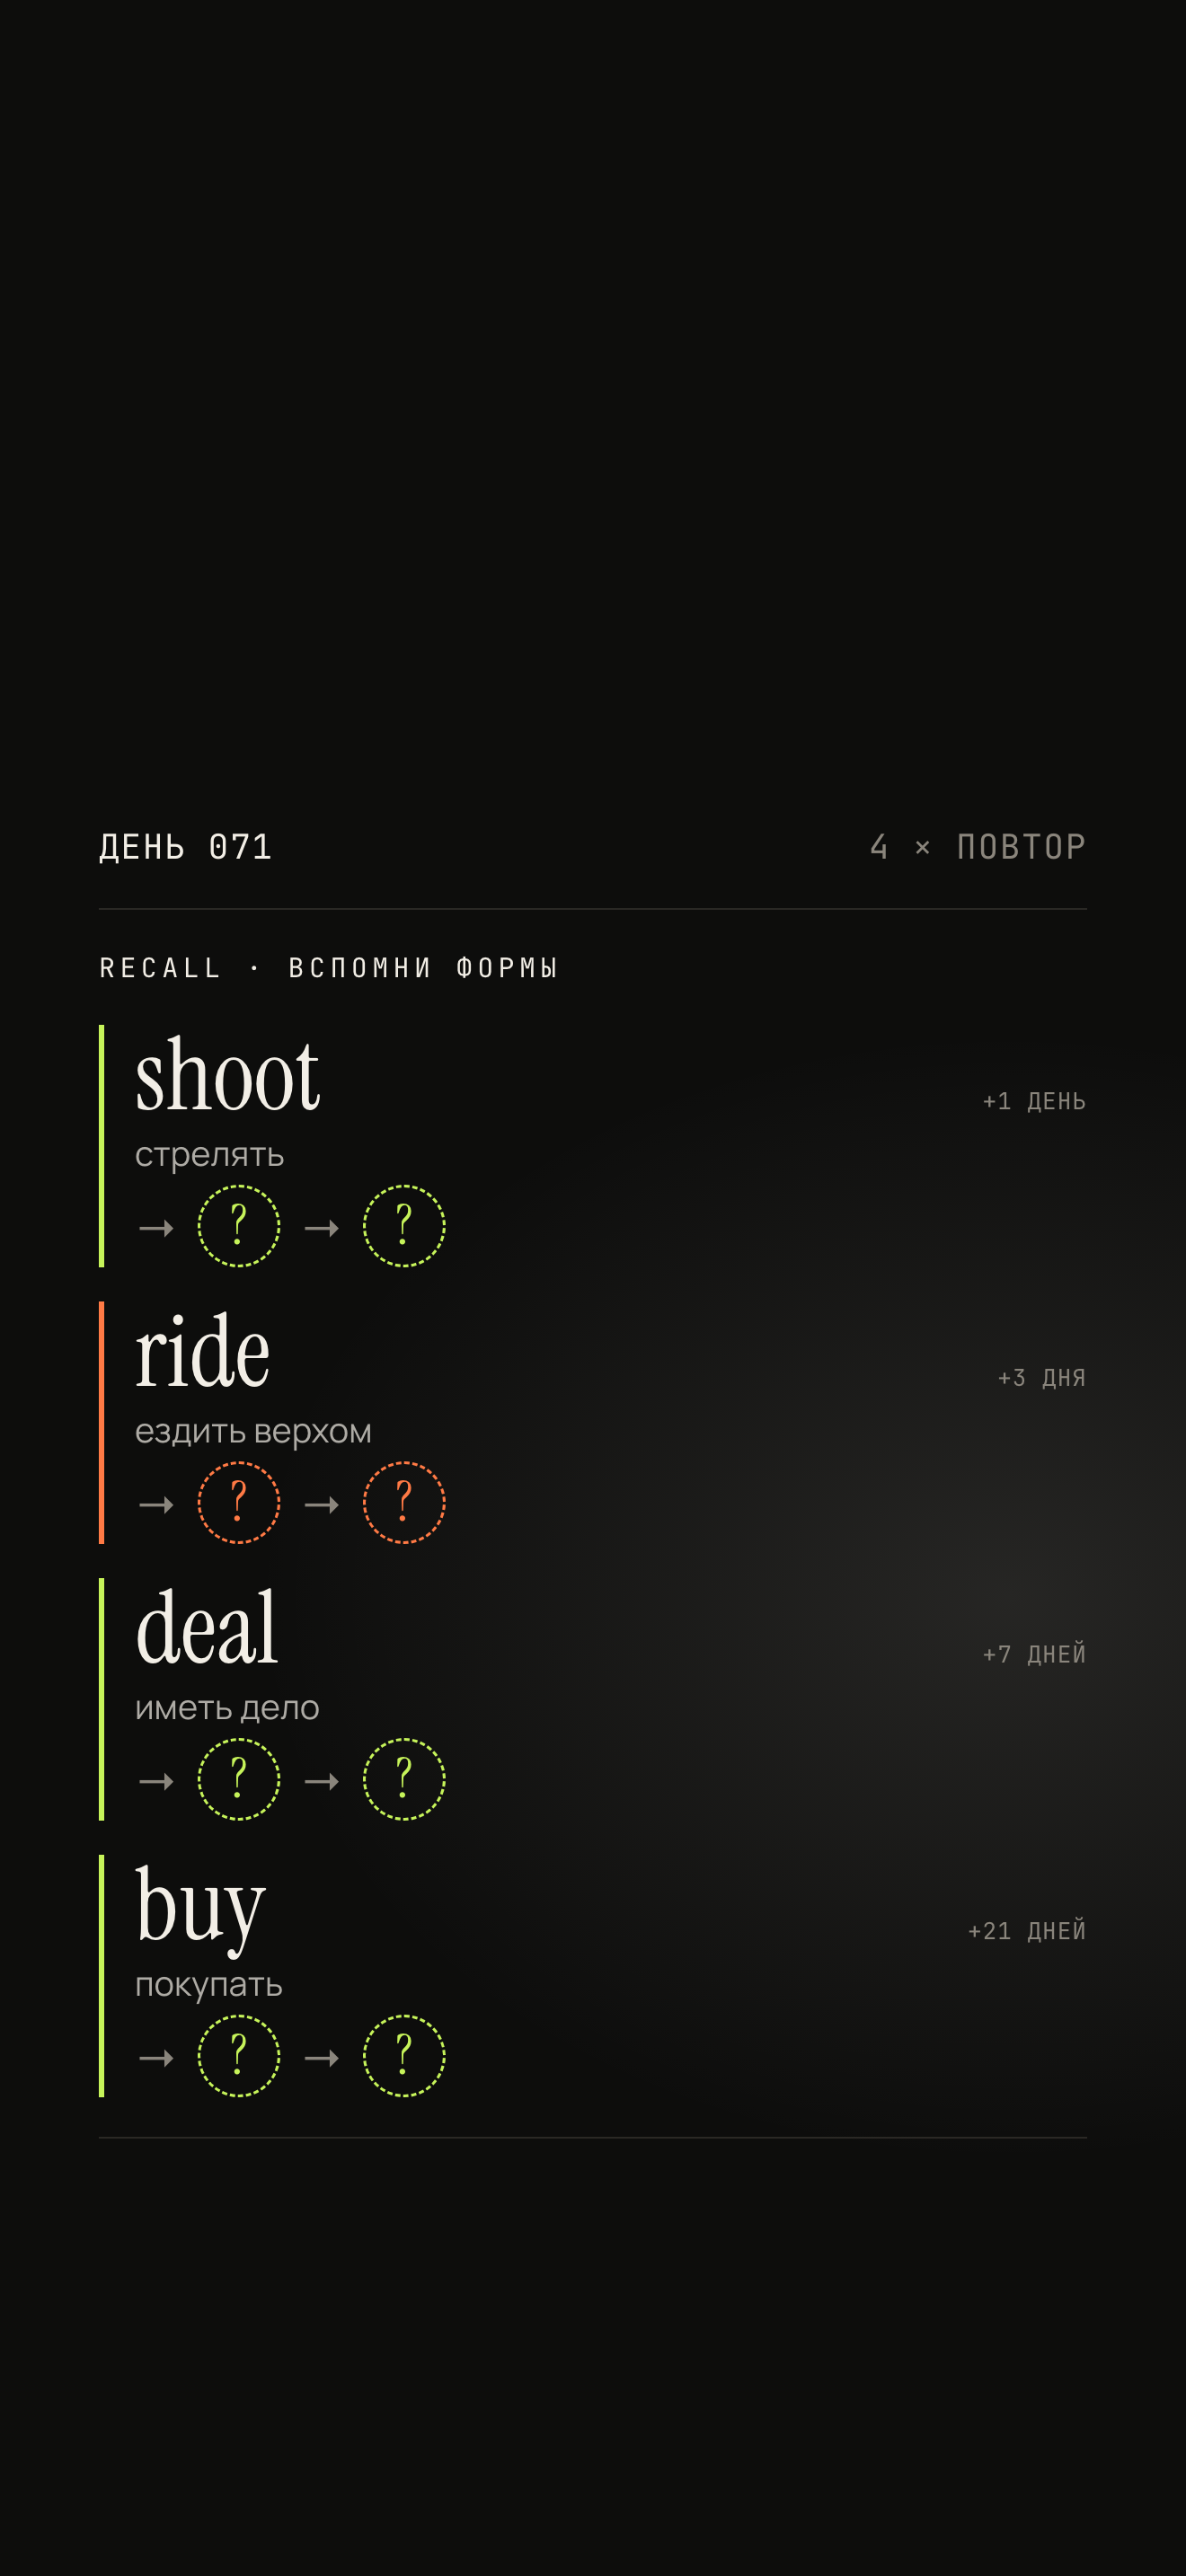 ДЕНЬ 071
4 × ПОВТОР
RECALL · ВСПОМНИ ФОРМЫ
shoot
+1 ДЕНЬ
стрелять
→ ? → ?
ride
+3 ДНЯ
ездить верхом
→ ? → ?
deal
+7 ДНЕЙ
иметь дело
→ ? → ?
buy
+21 ДНЕЙ
покупать
→ ? → ?